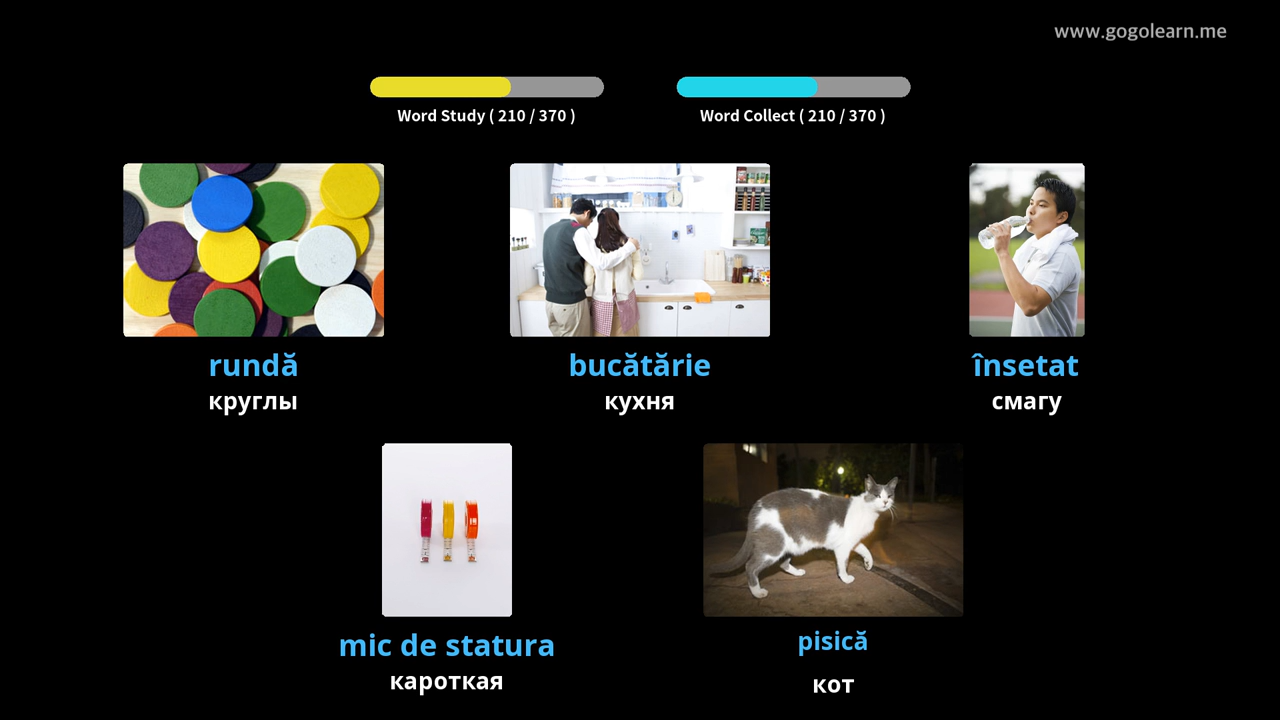 www.gogolearn.me
Word Study ( 210 / 370 )
Word Collect ( 210 / 370 )
rundă
круглы
bucătărie
кухня
însetat
смагу
mic de statura
кароткая
pisică
кот